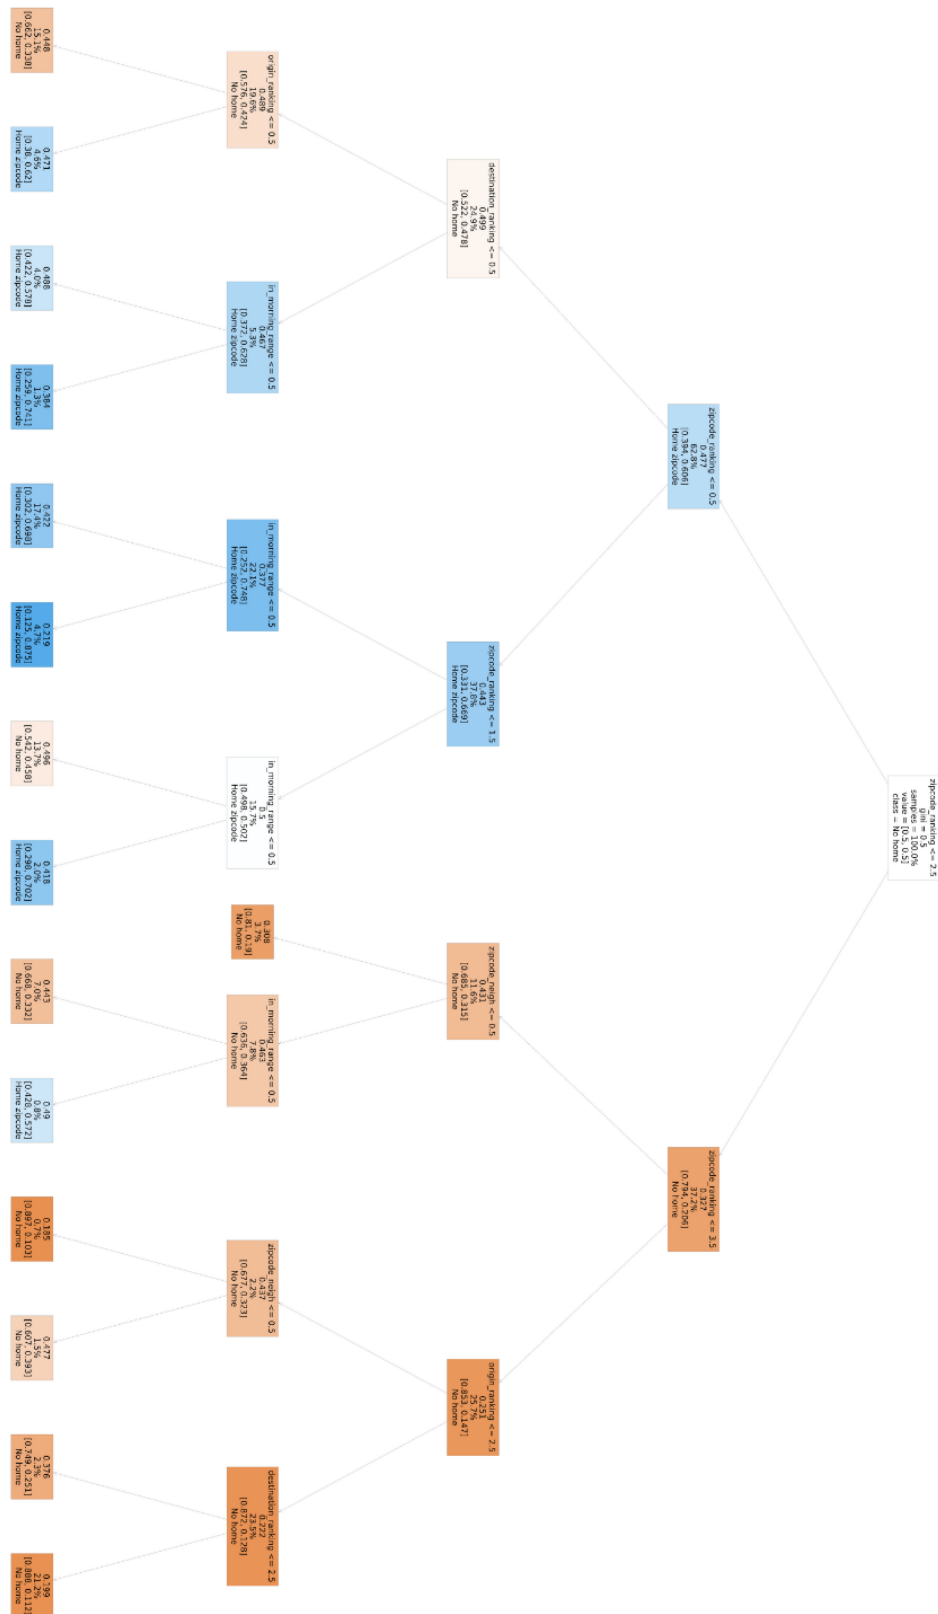 zipcode_ranking <= 2.5
gini = 0.5
samples = 100.0%
value = [0.5, 0.5]
class = No home
zipcode_ranking <= 0.5
0.477
62.8%
[0.394, 0.606]
Home zipcode
zipcode_ranking <= 3.5
0.327
37.2%
[0.794, 0.206]
No home
destination_ranking <= 0.5
0.499
24.9%
[0.522, 0.478]
No home
zipcode_ranking <= 1.5
0.443
37.8%
[0.331, 0.669]
Home zipcode
zipcode_neigh <= 0.5
0.431
11.6%
[0.685, 0.315]
No home
origin_ranking <= 2.5
0.251
25.7%
[0.853, 0.147]
No home
origin_ranking <= 0.5
0.489
19.6%
[0.576, 0.424]
No home
in_morning_range <= 0.5
0.467
5.3%
[0.372, 0.628]
Home zipcode
in_morning_range <= 0.5
0.377
22.1%
[0.252, 0.748]
Home zipcode
in_morning_range <= 0.5
0.5
15.7%
[0.498, 0.502]
Home zipcode
0.308
3.7%
[0.81, 0.19]
No home
in_morning_range <= 0.5
0.463
7.8%
[0.636, 0.364]
No home
zipcode_neigh <= 0.5
0.437
2.2%
[0.677, 0.323]
No home
destination_ranking <= 2.5
0.222
23.5%
[0.872, 0.128]
No home
0.448
15.1%
[0.662, 0.338]
No home
0.471
4.6%
[0.38, 0.62]
Home zipcode
0.488
4.0%
[0.422, 0.578]
Home zipcode
0.384
1.3%
[0.259, 0.741]
Home zipcode
0.422
17.4%
[0.302, 0.698]
Home zipcode
0.219
4.7%
[0.125, 0.875]
Home zipcode
0.496
13.7%
[0.542, 0.458]
No home
0.418
2.0%
[0.298, 0.702]
Home zipcode
0.443
7.0%
[0.668, 0.332]
No home
0.49
0.8%
[0.428, 0.572]
Home zipcode
0.185
0.7%
[0.897, 0.103]
No home
0.477
1.5%
[0.607, 0.393]
No home
0.376
2.3%
[0.749, 0.251]
No home
0.199
21.2%
[0.888, 0.112]
No home